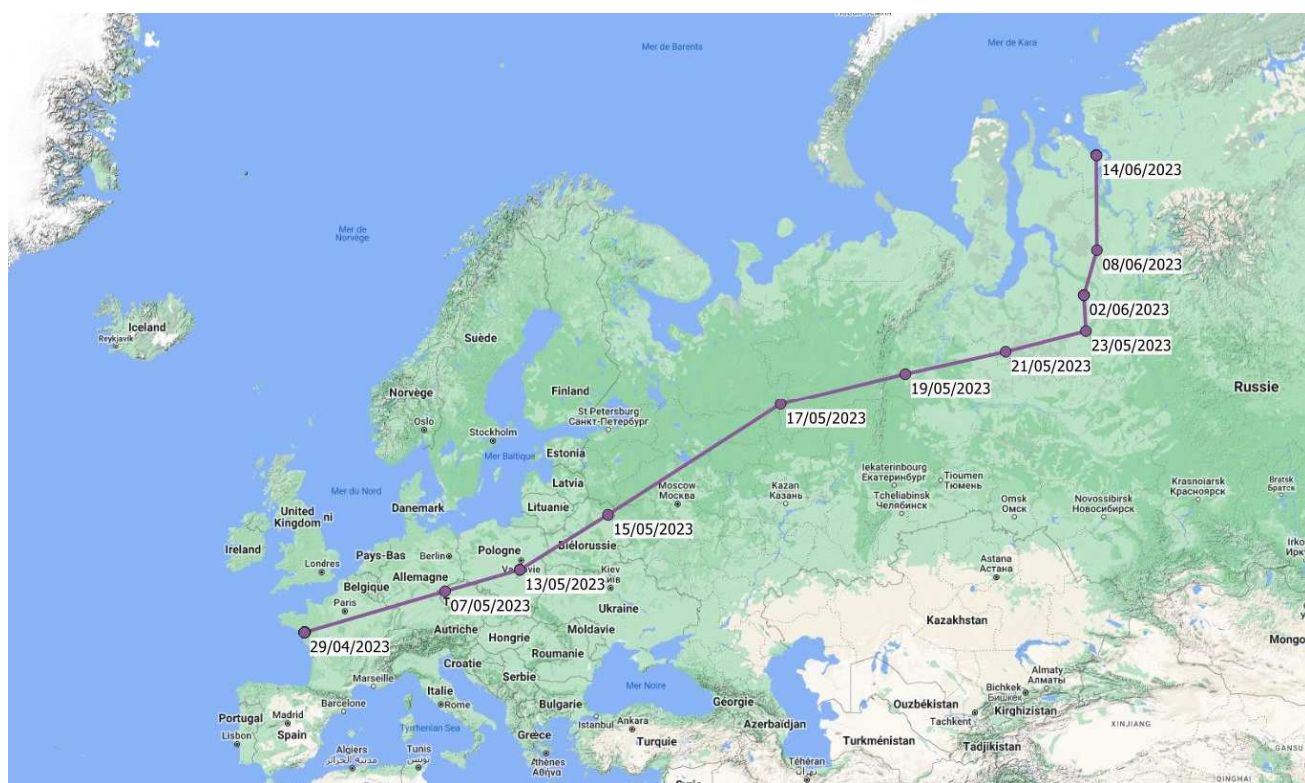 Mer de Barents
Mer de Kara
14/06/2023
Mer de
Norvège
08/06/2023
02/06/2023
Iceland
Reykjavik
Suède
23/05/2023
21/05/2023
19/05/2023
Russie
Norvège
Finland
17/05/2023
Oslo
St Petersburg
Санкт-Петербург
Stockholm
Mer Baltique
Estonia
Iekaterinbourg
Екатеринбург
Tioumen
Тюмень
Latvia
Moscow
Москва
Kazan
Казань
Tcheliabinsk
Челябинск
Omsk
Омск
Novossibirsk
Новосибирск
Krasnoiarsk
Красноярск
Bratsk
Братск
Mer du Nord
Danemark
Lituanie
15/05/2023
United
Kingdom
Ireland
Londres
Pays-Bas
Berlin
Pologne
Biélorussie
Astana
Астана
Belgique
Allemagne
13/05/2023
Kiev
Paris
07/05/2023
Ukraine
29/04/2023
Autriche
Hongrie
Moldavie
Kazakhstan
Croatie
Roumanie
Serbie
Marseille
Italie
Mer Noire
Bulgarie
Géorgie
Almaty
Алматы
Bichkek
Бишкек
Barcelone
Rome
Portugal
Lisbon
Madrid
Spain
Tyrrhenian Sea
Istanbul
Ankara
Azerbaïdjan
Ouzbékistan
Tachkent
Kirghizistan
XINJIANG
Grèce
Turquie
Turkménistan
Tadjikistan
Algiers
Tunis
تونس
Athènes
Αθήνα
Téhéran
QINGHAI
GANSU